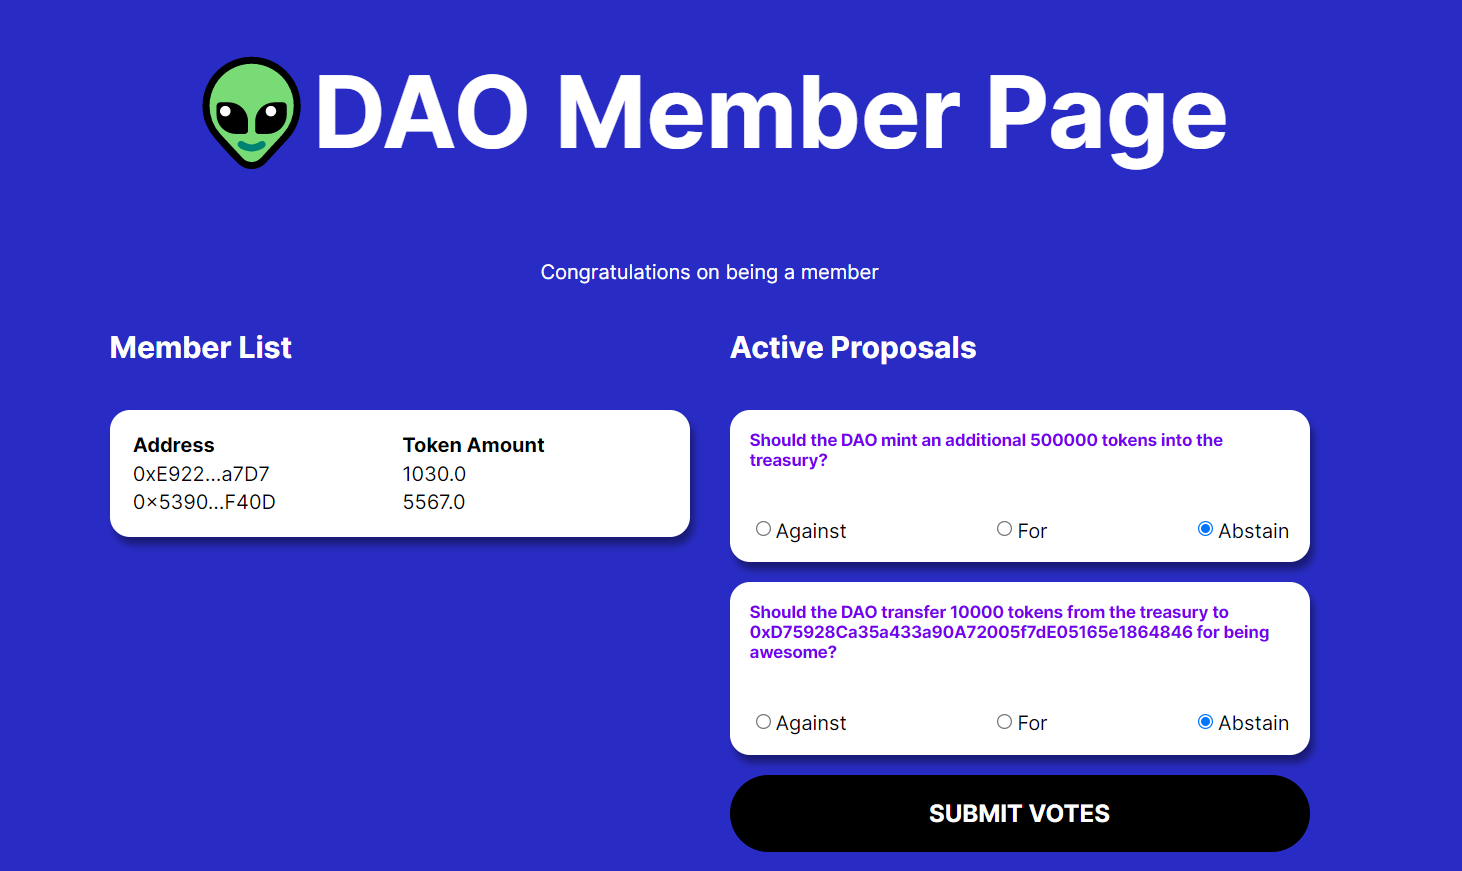 DAO Member Page
Congratulations on being a member
Member List
Address Token Amount
0xE922...a7D7 1030.0
0x5390...F40D 5567.0
Active Proposals
Should the DAO mint an additional 500000 tokens into the
treasury?
Against For Abstain
Should the DAO transfer 10000 tokens from the treasury to
0xD75928Ca35a433a90A72005f7dE05165e1864846 for being
awesome?
Against For Abstain
SUBMIT VOTES